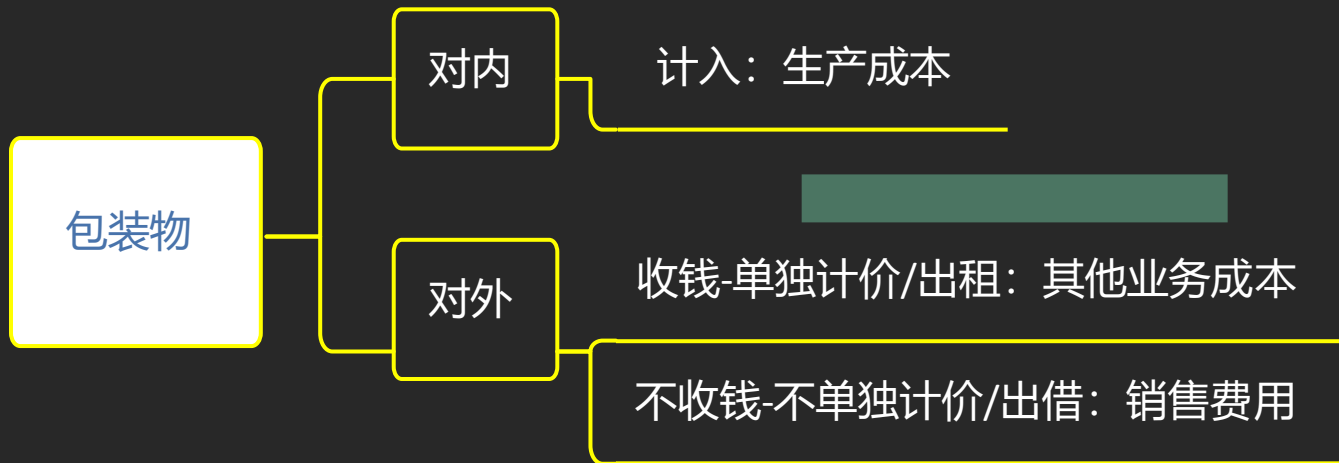 包装物
对内
计入：生产成本
对外
收钱-单独计价/出租：其他业务成本
不收钱-不单独计价/出借：销售费用